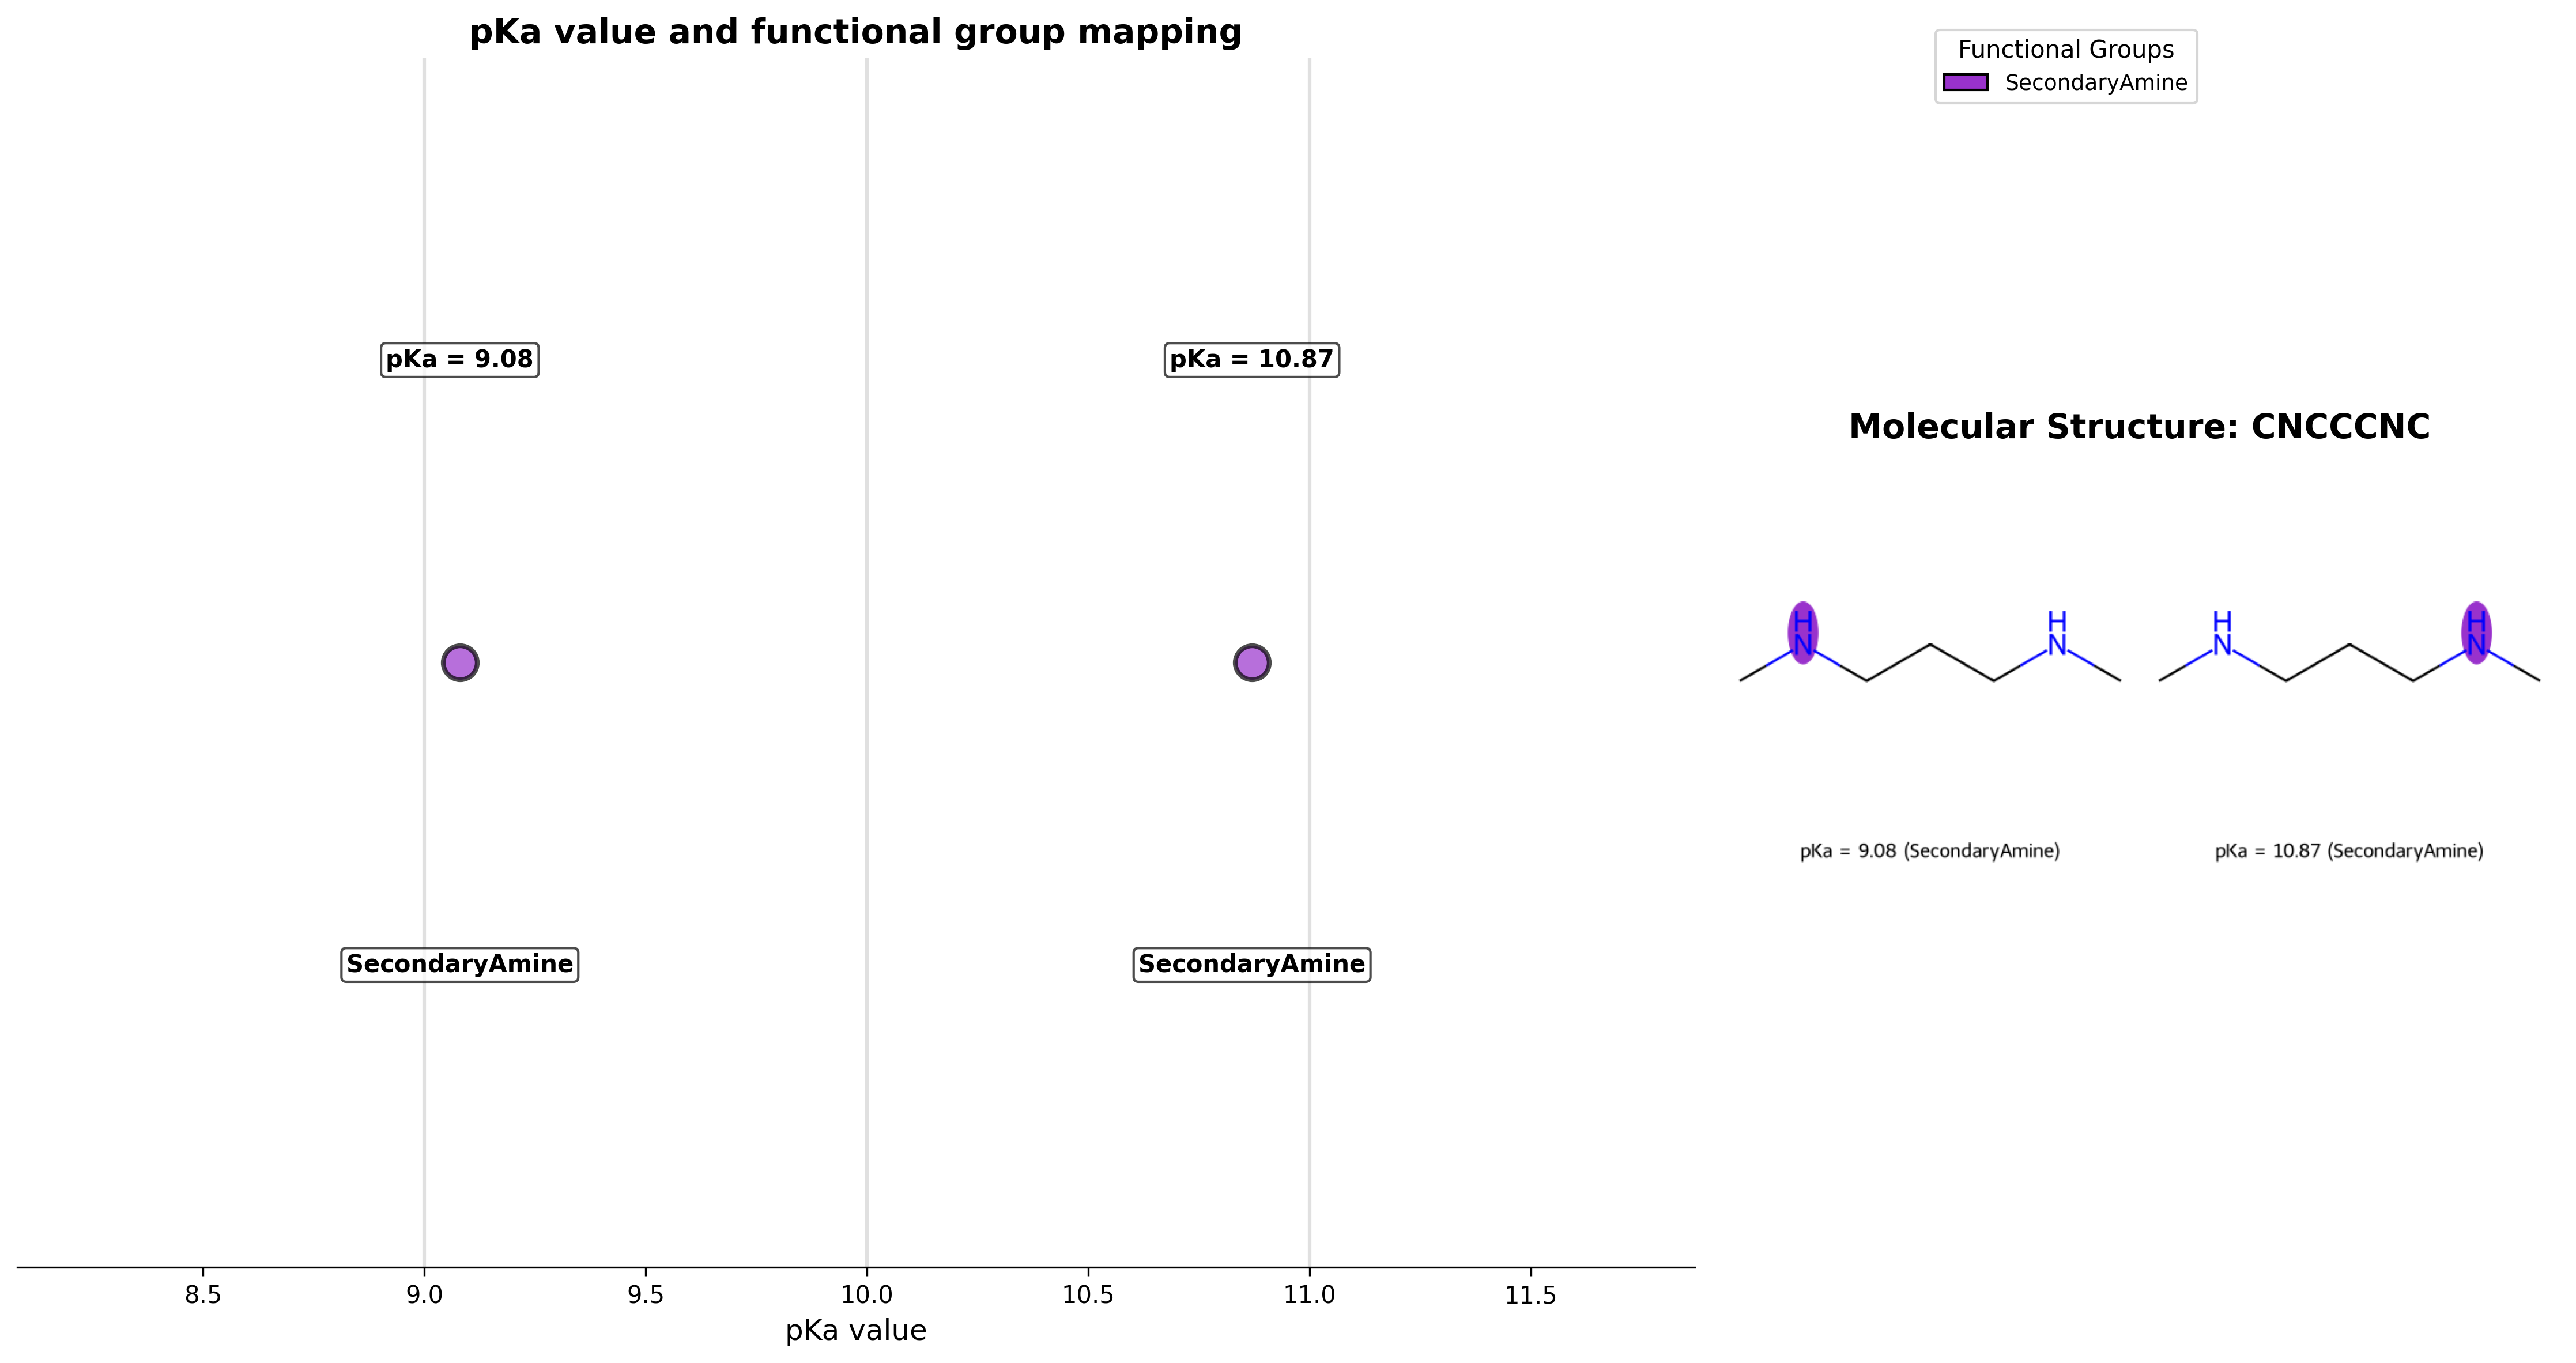 pKa value and functional group mapping
pKa = 9.08
pKa = 10.87
SecondaryAmine
SecondaryAmine
8.5
9.0
9.5
10.0
10.5
11.0
11.5
pKa value
Functional Groups
SecondaryAmine
Molecular Structure: CNCCCNC
H
N
H
N
H
N
H
N
pKa = 9.08 (SecondaryAmine)
pKa = 10.87 (SecondaryAmine)